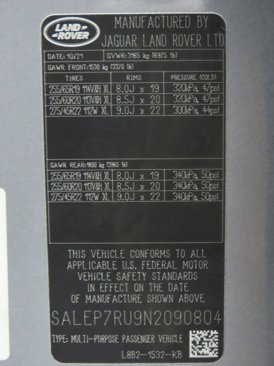 LAND ROVER
MANUFACTURED BY
JAGUAR LAND ROVER LTD
DATE: 10/21 GVWR: 3165 kg (6975 lb)
GAWR FRONT: 1530 kg (3370 lb)
TIRES RIMS PRESSURE (COLD)
255/65R19 114V@H XL 8.0J x 19 320kPa, 47psi
255/60R20 113V@H XL 8.5J x 20 320kPa, 47psi
275/45R22 112W XL 9.0J x 22 300kPa, 44psi
GAWR REAR: 1800 kg (3965 lb)
255/65R19 114V@H XL 8.0J x 19 340kPa, 50psi
255/60R20 113V@H XL 8.5J x 20 340kPa, 50psi
275/45R22 112W XL 9.0J x 22 340kPa, 50psi
THIS VEHICLE CONFORMS TO ALL
APPLICABLE U.S. FEDERAL MOTOR
VEHICLE SAFETY STANDARDS
IN EFFECT ON THE DATE
OF MANUFACTURE SHOWN ABOVE
SALEP7RU9N2090804
TYPE: MULTI-PURPOSE PASSENGER VEHICLE
L8B2-1532-KB